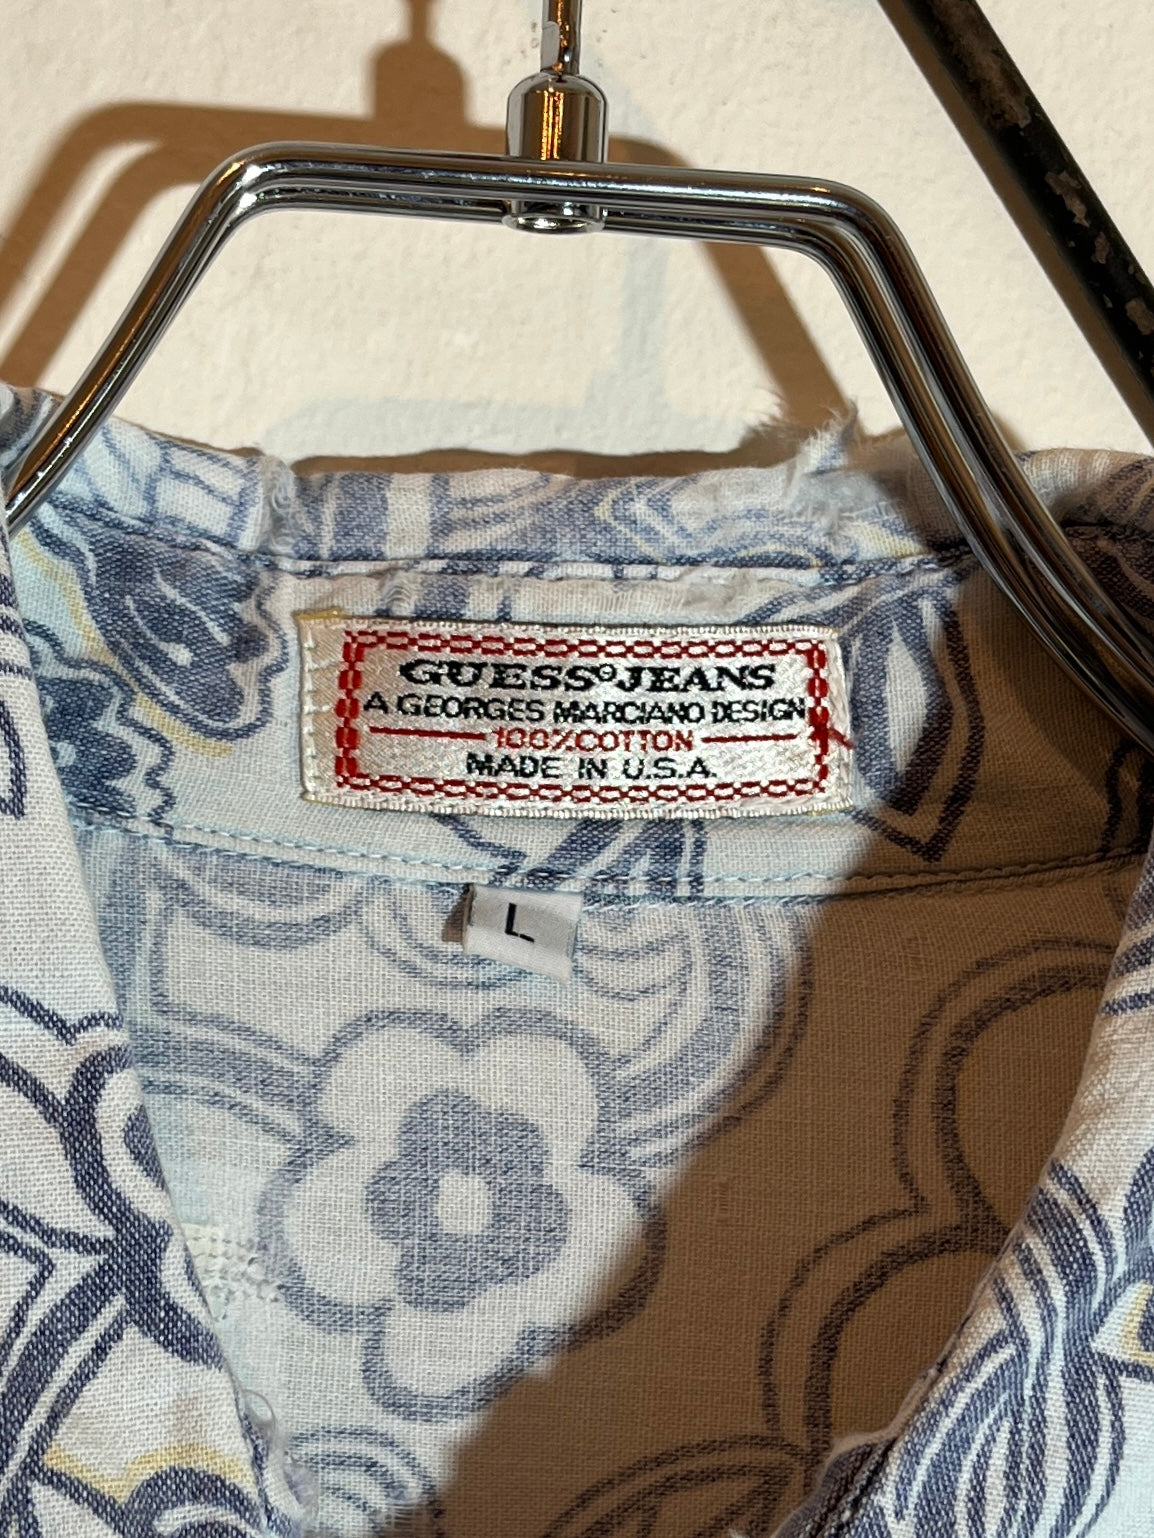 GUESS® JEANS
A GEORGES MARCIANO DESIGN
100% COTTON
MADE IN U.S.A.
L